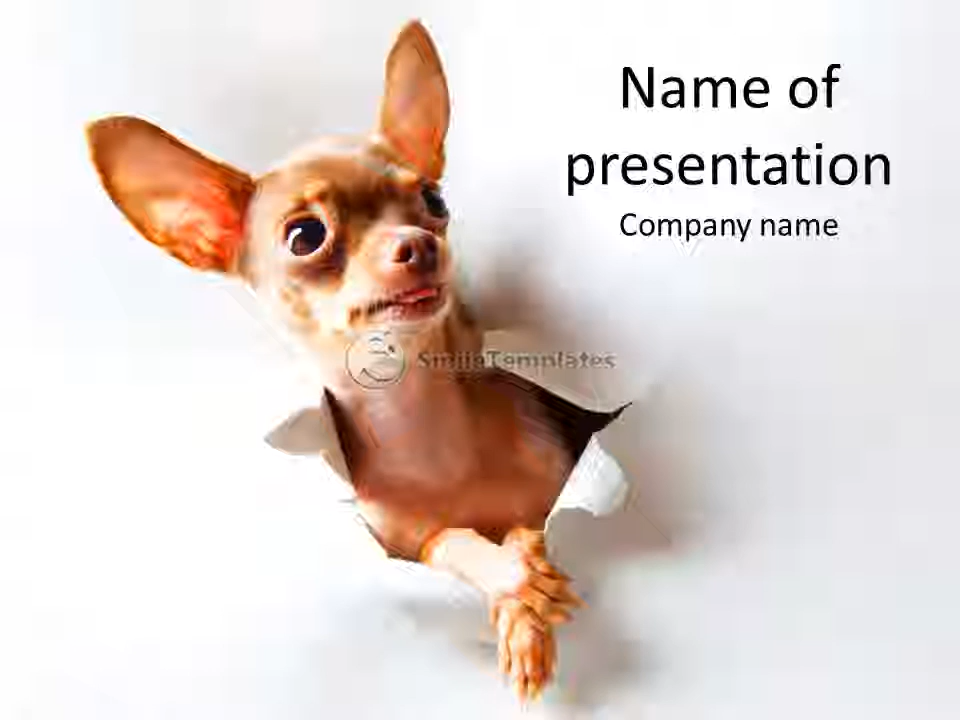 Name of
presentation
Company name
SmileTemplates